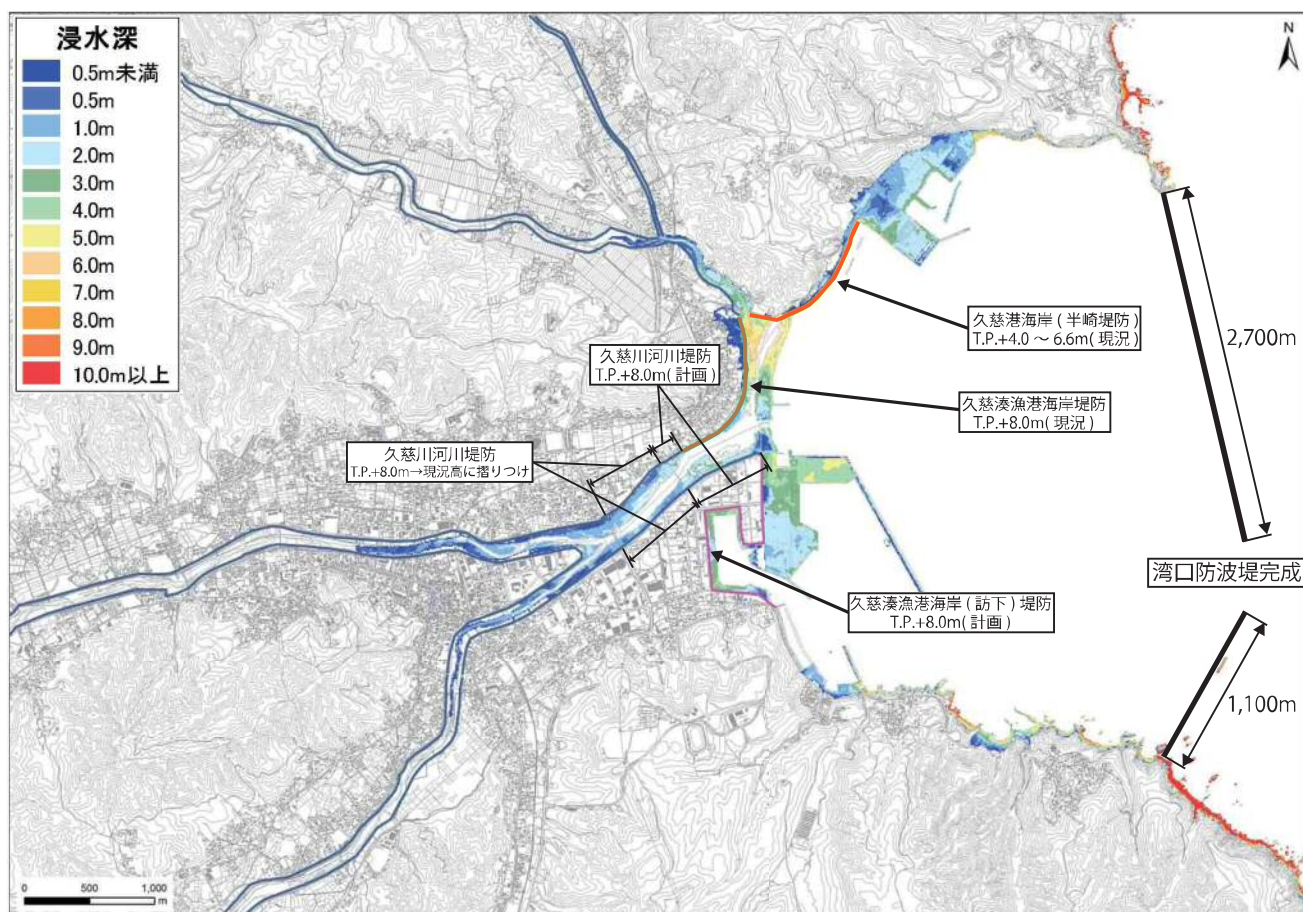 浸水深
0.5m未満
0.5m
1.0m
2.0m
3.0m
4.0m
5.0m
6.0m
7.0m
8.0m
9.0m
10.0m以上
N
久慈港海岸(半崎堤防)
T.P.+4.0～6.6m(現況)
2,700m
久慈川河川堤防
T.P.+8.0m(計画)
久慈湊漁港海岸堤防
T.P.+8.0m(現況)
久慈川河川堤防
T.P.+8.0m→現況高に摺りつけ
湾口防波堤完成
久慈湊漁港海岸(訪下)堤防
T.P.+8.0m(計画)
1,100m
0 500 1,000
m